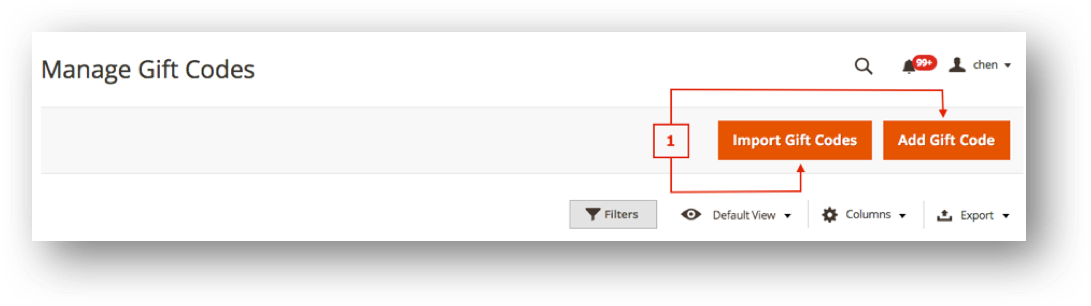 Manage Gift Codes
99+
chen
1
Import Gift Codes
Add Gift Code
Filters
Default View
Columns
Export